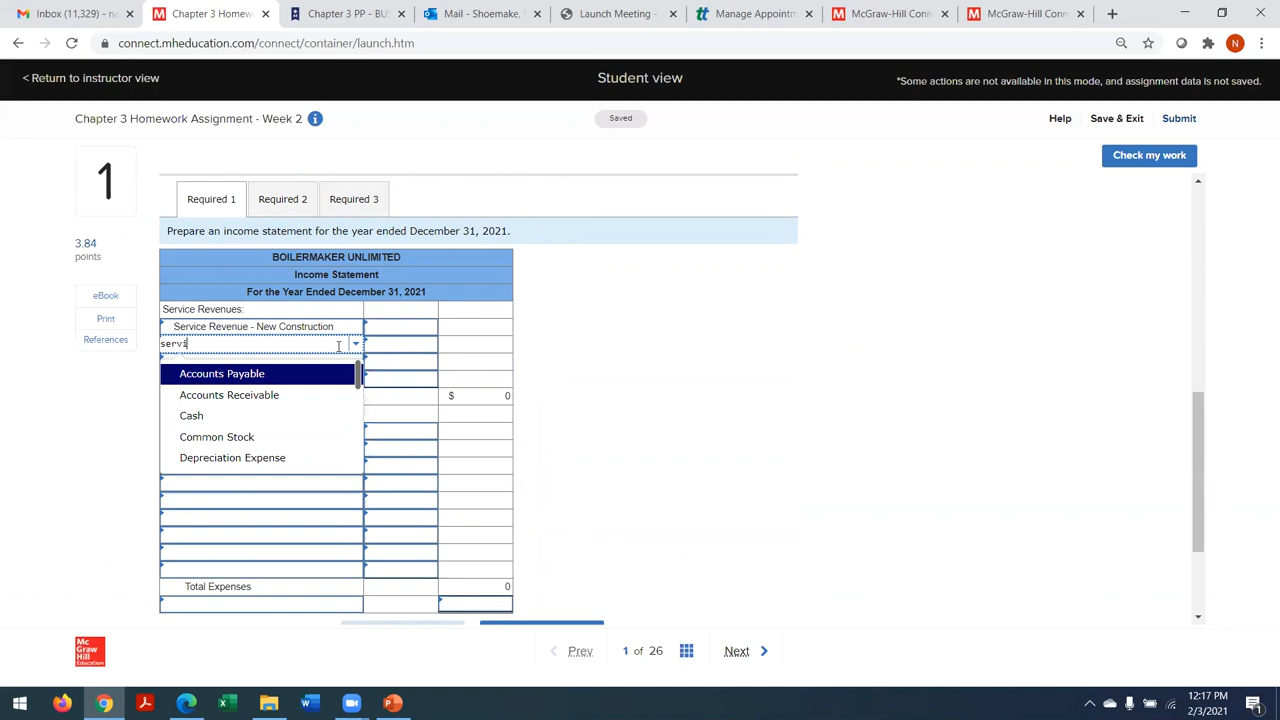 Inbox (11,329) - na
Chapter 3 Homew
Chapter 3 PP - BUS
Mail - Shoemake,
Launch Meeting -
Manage Appointm
McGraw-Hill Conn
McGraw-Hill Conn
connect.mheducation.com/connect/container/launch.htm
N
< Return to instructor view
Student view
*Some actions are not available in this mode, and assignment data is not saved.
Chapter 3 Homework Assignment - Week 2
Saved
Help
Save & Exit
Submit
1
Check my work
3.84
points
eBook
Print
References
Required 1
Required 2
Required 3
Prepare an income statement for the year ended December 31, 2021.
BOILERMAKER UNLIMITED
Income Statement
For the Year Ended December 31, 2021
Service Revenues:
Service Revenue - New Construction
servi
Accounts Payable
Accounts Receivable
$ 0
Cash
Common Stock
Depreciation Expense
Total Expenses 0
Mc
Graw
Hill
Education
Prev
1 of 26
Next
12:17 PM
2/3/2021